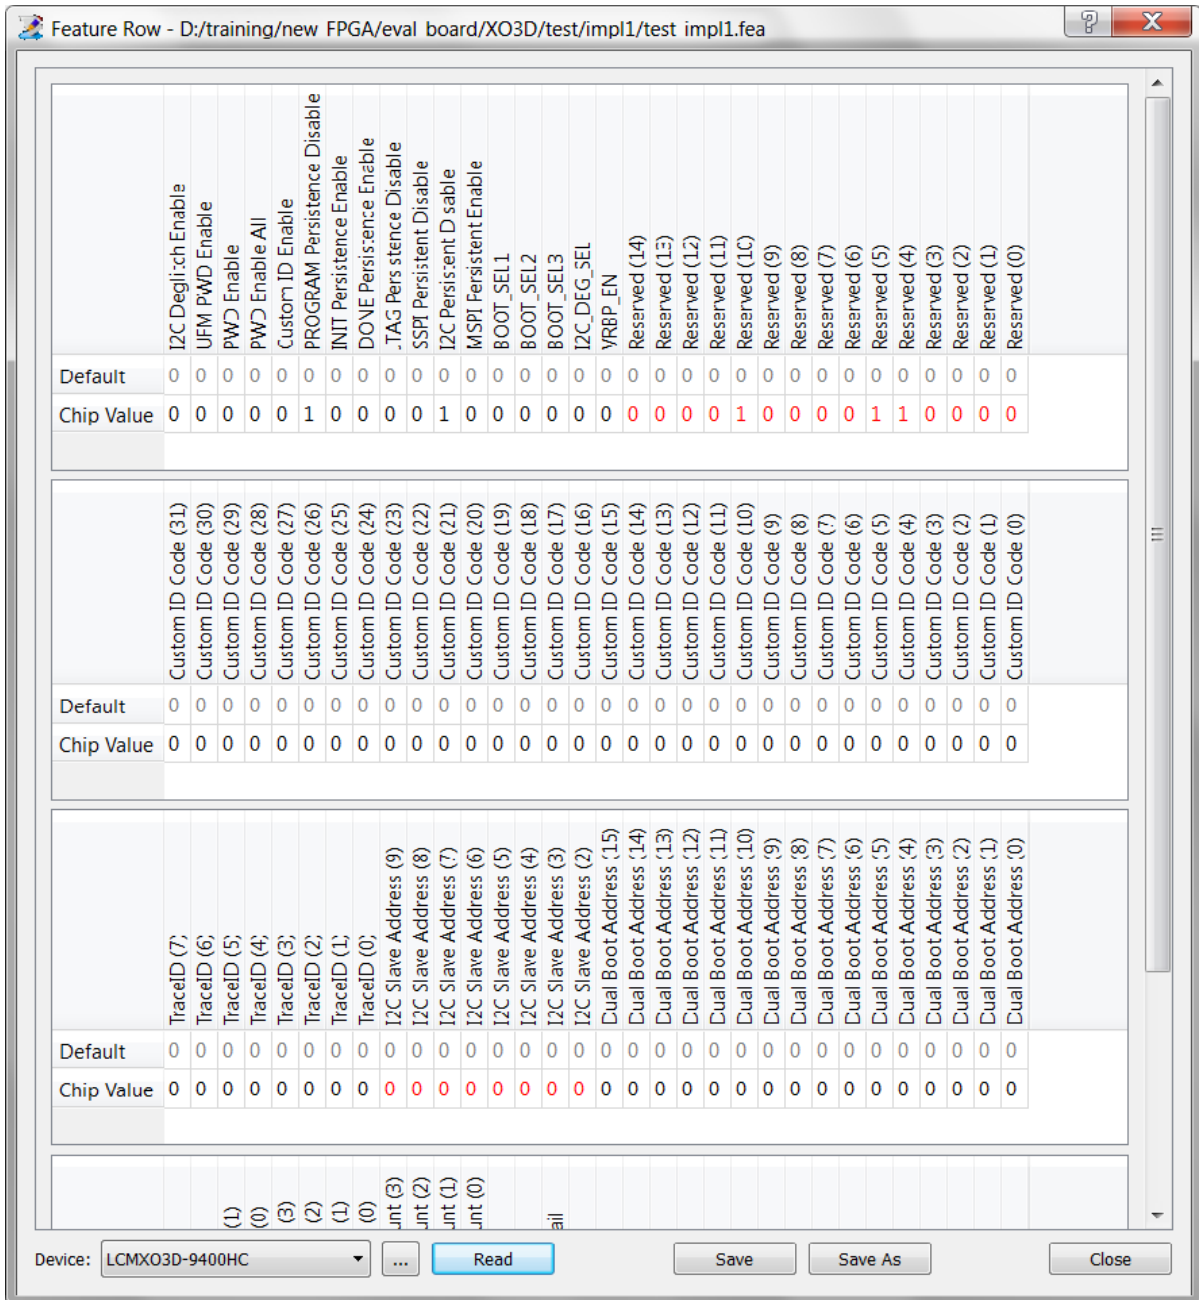 Feature Row - D:/training/new FPGA/eval board/XO3D/test/impl1/test impl1.fea
I2C Deglitch Enable
UFM PWD Enable
PWD Enable
PWD Enable All
Custom ID Enable
PROGRAM Persistence Disable
INIT Persistence Enable
DONE Persistence Enable
JTAG Persistence Disable
SSPI Persistent Disable
I2C Persistent Disable
MSPI Persistent Enable
BOOT_SEL1
BOOT_SEL2
BOOT_SEL3
I2C_DEG_SEL
VRBP_EN
Reserved (14)
Reserved (13)
Reserved (12)
Reserved (11)
Reserved (10)
Reserved (9)
Reserved (8)
Reserved (7)
Reserved (6)
Reserved (5)
Reserved (4)
Reserved (3)
Reserved (2)
Reserved (1)
Reserved (0)
Default 0 0 0 0 0 0 0 0 0 0 0 0 0 0 0 0 0 0 0 0 0 0 0 0 0 0 0 0 0 0 0 0
Chip Value 0 0 0 0 0 1 0 0 0 0 1 0 0 0 0 0 0 0 0 0 0 1 0 0 0 0 1 1 0 0 0 0
Custom ID Code (31)
Custom ID Code (30)
Custom ID Code (29)
Custom ID Code (28)
Custom ID Code (27)
Custom ID Code (26)
Custom ID Code (25)
Custom ID Code (24)
Custom ID Code (23)
Custom ID Code (22)
Custom ID Code (21)
Custom ID Code (20)
Custom ID Code (19)
Custom ID Code (18)
Custom ID Code (17)
Custom ID Code (16)
Custom ID Code (15)
Custom ID Code (14)
Custom ID Code (13)
Custom ID Code (12)
Custom ID Code (11)
Custom ID Code (10)
Custom ID Code (9)
Custom ID Code (8)
Custom ID Code (7)
Custom ID Code (6)
Custom ID Code (5)
Custom ID Code (4)
Custom ID Code (3)
Custom ID Code (2)
Custom ID Code (1)
Custom ID Code (0)
Default 0 0 0 0 0 0 0 0 0 0 0 0 0 0 0 0 0 0 0 0 0 0 0 0 0 0 0 0 0 0 0 0
Chip Value 0 0 0 0 0 0 0 0 0 0 0 0 0 0 0 0 0 0 0 0 0 0 0 0 0 0 0 0 0 0 0 0
TraceID (7)
TraceID (6)
TraceID (5)
TraceID (4)
TraceID (3)
TraceID (2)
TraceID (1)
TraceID (0)
I2C Slave Address (9)
I2C Slave Address (8)
I2C Slave Address (7)
I2C Slave Address (6)
I2C Slave Address (5)
I2C Slave Address (4)
I2C Slave Address (3)
I2C Slave Address (2)
Dual Boot Address (15)
Dual Boot Address (14)
Dual Boot Address (13)
Dual Boot Address (12)
Dual Boot Address (11)
Dual Boot Address (10)
Dual Boot Address (9)
Dual Boot Address (8)
Dual Boot Address (7)
Dual Boot Address (6)
Dual Boot Address (5)
Dual Boot Address (4)
Dual Boot Address (3)
Dual Boot Address (2)
Dual Boot Address (1)
Dual Boot Address (0)
Default 0 0 0 0 0 0 0 0 0 0 0 0 0 0 0 0 0 0 0 0 0 0 0 0 0 0 0 0 0 0 0 0
Chip Value 0 0 0 0 0 0 0 0 0 0 0 0 0 0 0 0 0 0 0 0 0 0 0 0 0 0 0 0 0 0 0 0
(1)
(0)
(3)
(2)
(1)
(0)
unt (3)
unt (2)
unt (1)
unt (0)
ail
Device: LCMXO3D-9400HC ... Read Save Save As Close